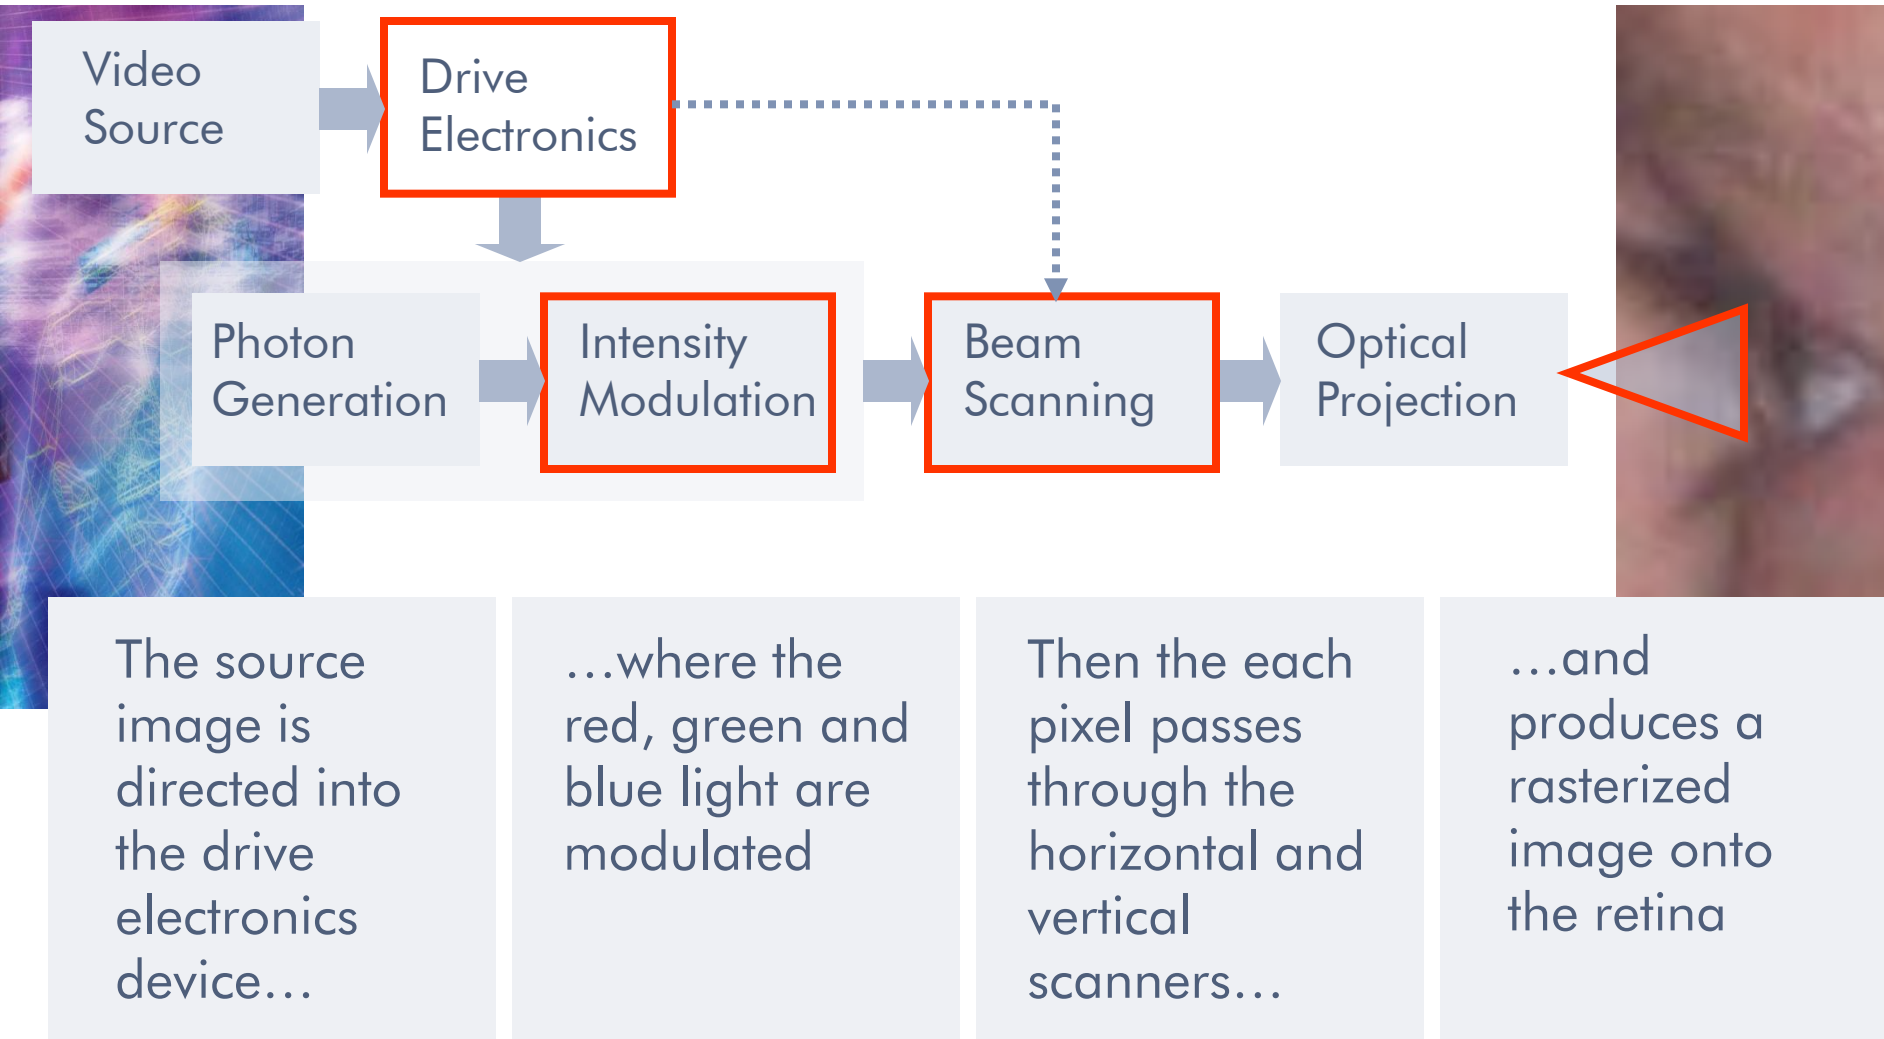 Video
Source
Drive
Electronics
Photon
Generation
Intensity
Modulation
Beam
Scanning
Optical
Projection
The source
image is
directed into
the drive
electronics
device…
…where the
red, green and
blue light are
modulated
Then the each
pixel passes
through the
horizontal and
vertical
scanners…
…and
produces a
rasterized
image onto
the retina